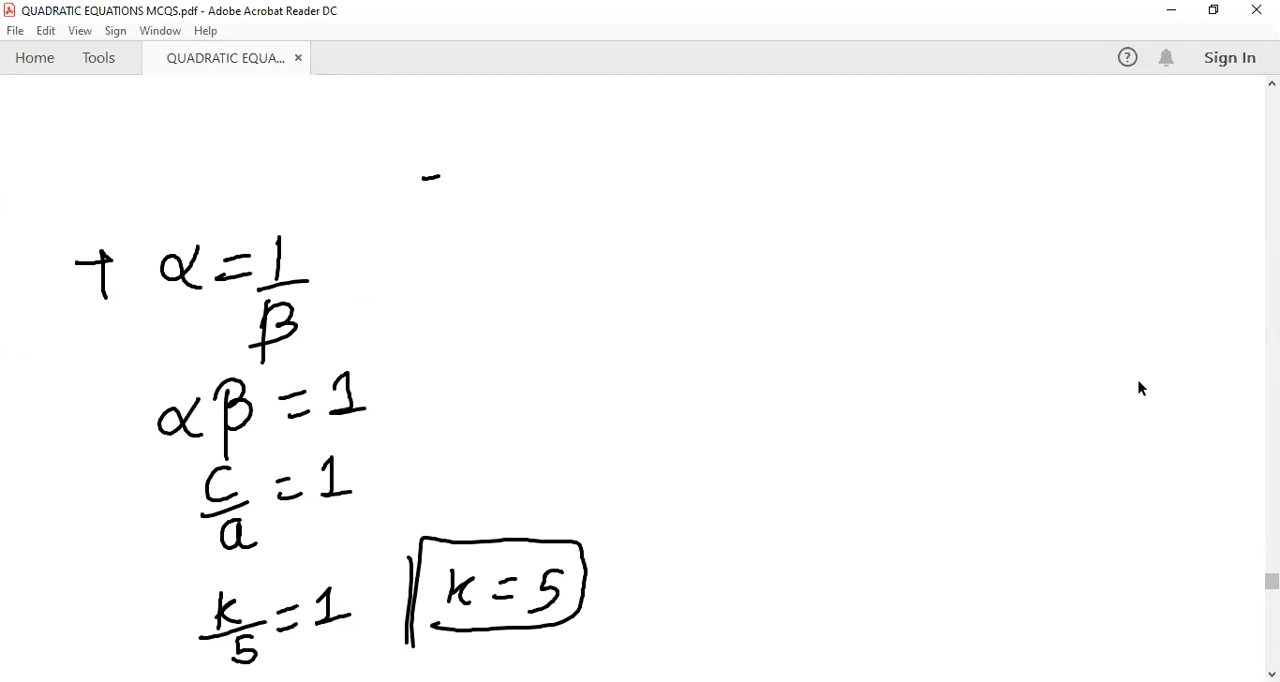 QUADRATIC EQUATIONS MCQS.pdf - Adobe Acrobat Reader DC
File Edit View Sign Window Help
Home Tools QUADRATIC EQUA... × Sign In
-
→ α = 1/β
αβ = 1
c/a = 1
k/5 = 1
k = 5